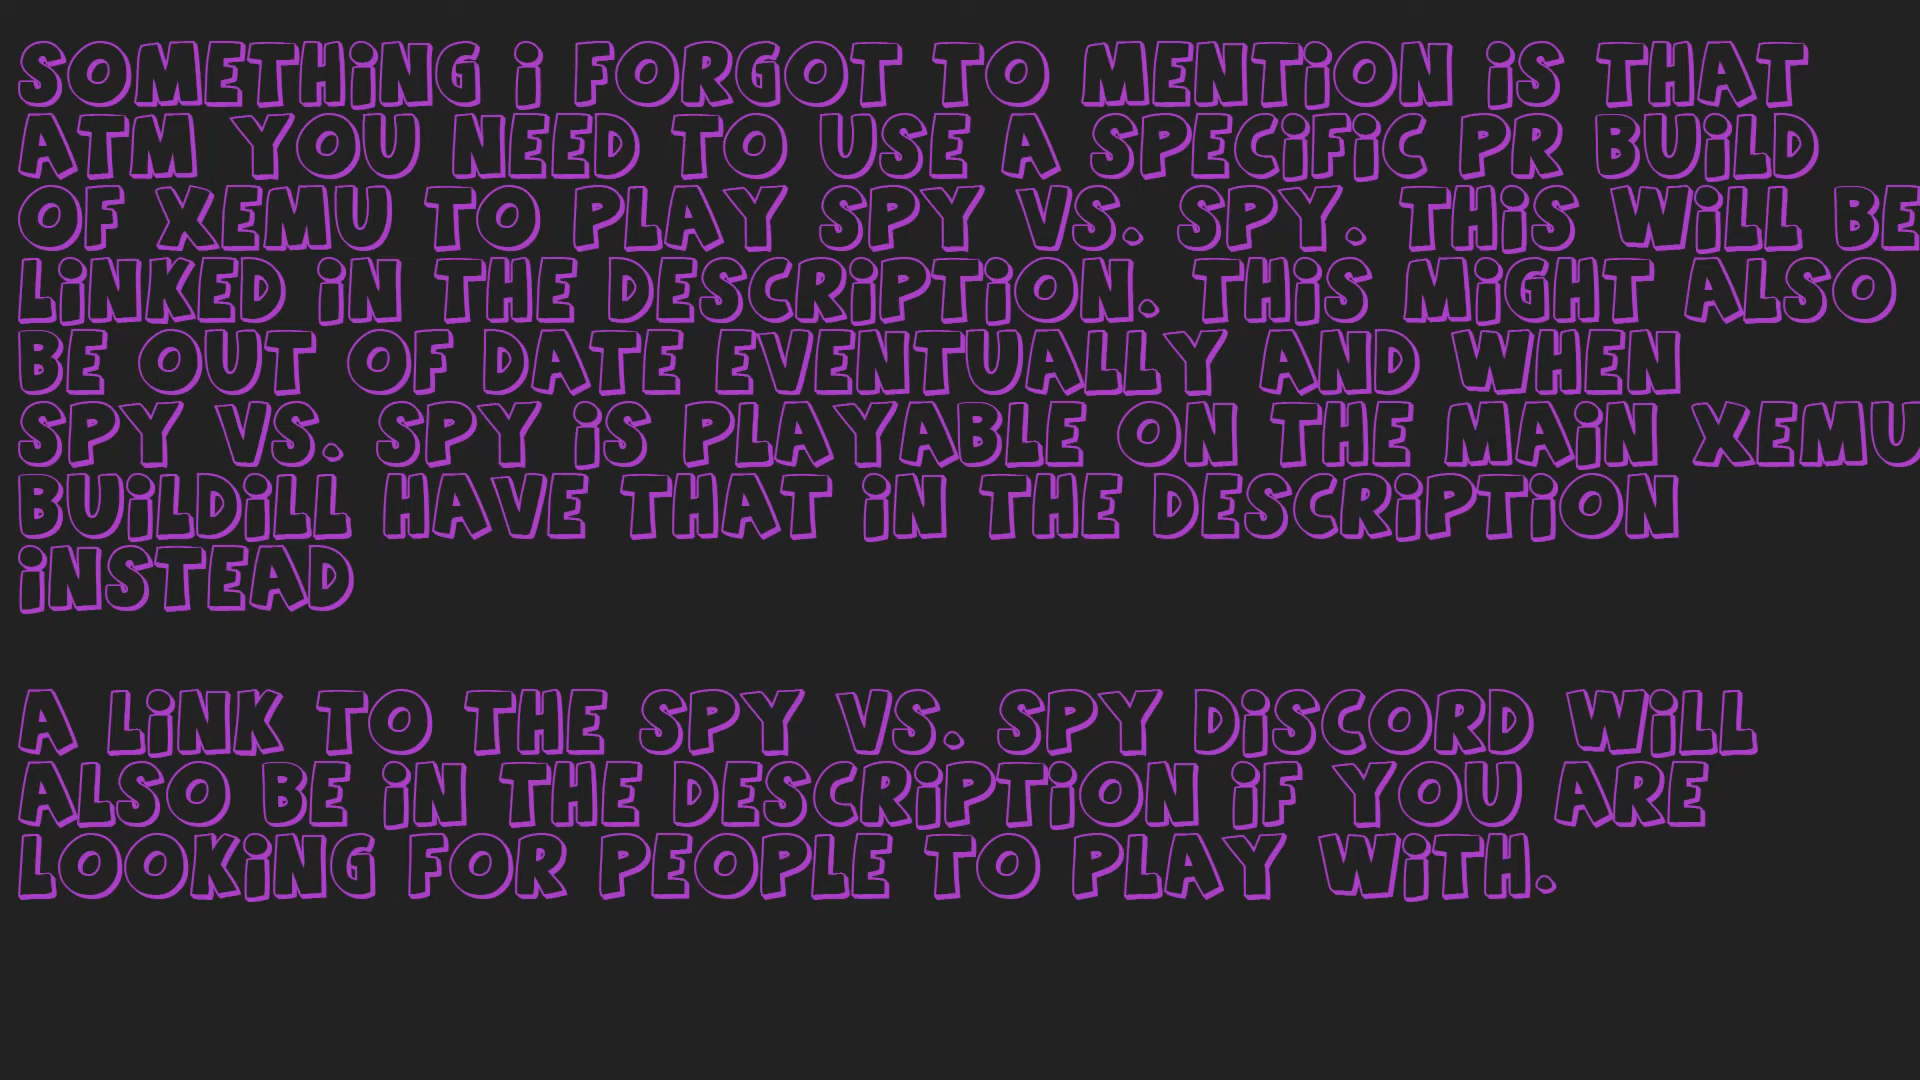 SOMETHiNG i FORGOT TO MENTiON iS THAT
ATM YOU NEED TO USE A SPECiFiC PR BUiLD
OF XEMU TO PLAY SPY VS. SPY. THiS WiLL BE
LiNKED iN THE DESCRiPTiON. THiS MiGHT ALSO
BE OUT OF DATE EVENTUALLY AND WHEN
SPY VS. SPY iS PLAYABLE ON THE MAiN XEMU
BUiLDiLL HAVE THAT iN THE DESCRiPTiON
iNSTEAD
A LiNK TO THE SPY VS. SPY DiSCORD WiLL
ALSO BE iN THE DESCRiPTiON iF YOU ARE
LOOKiNG FOR PEOPLE TO PLAY WiTH.